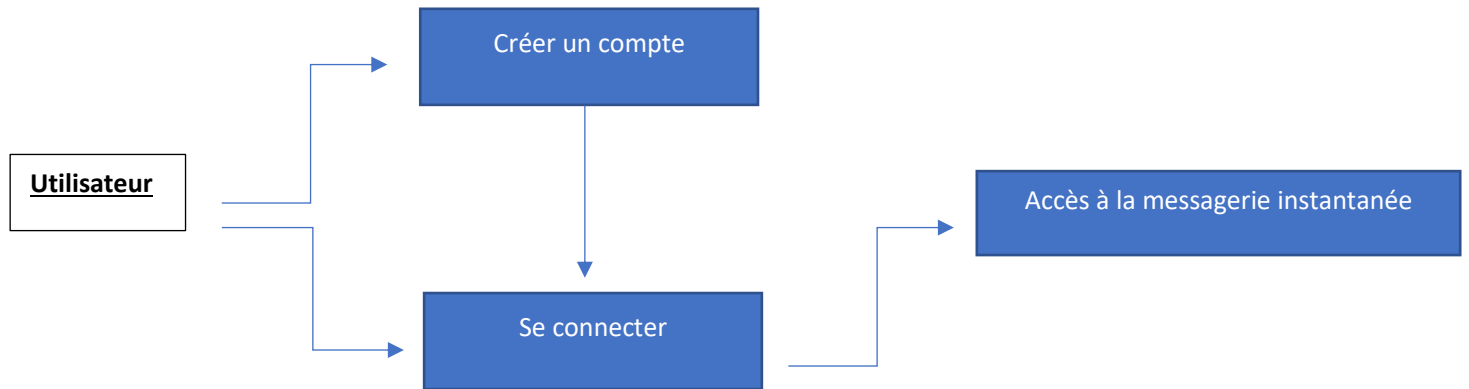 Créer un compte
Utilisateur
Accès à la messagerie instantanée
Se connecter